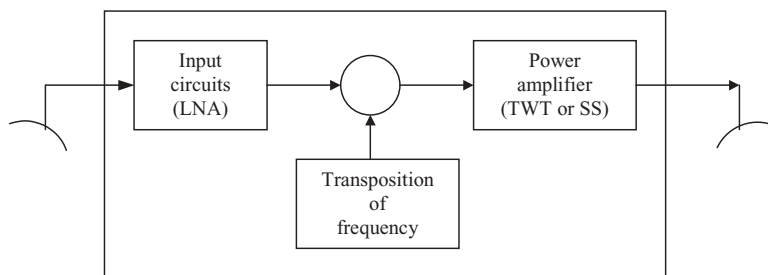 Input
circuits
(LNA)
Power
amplifier
(TWT or SS)
Transposition
of
frequency